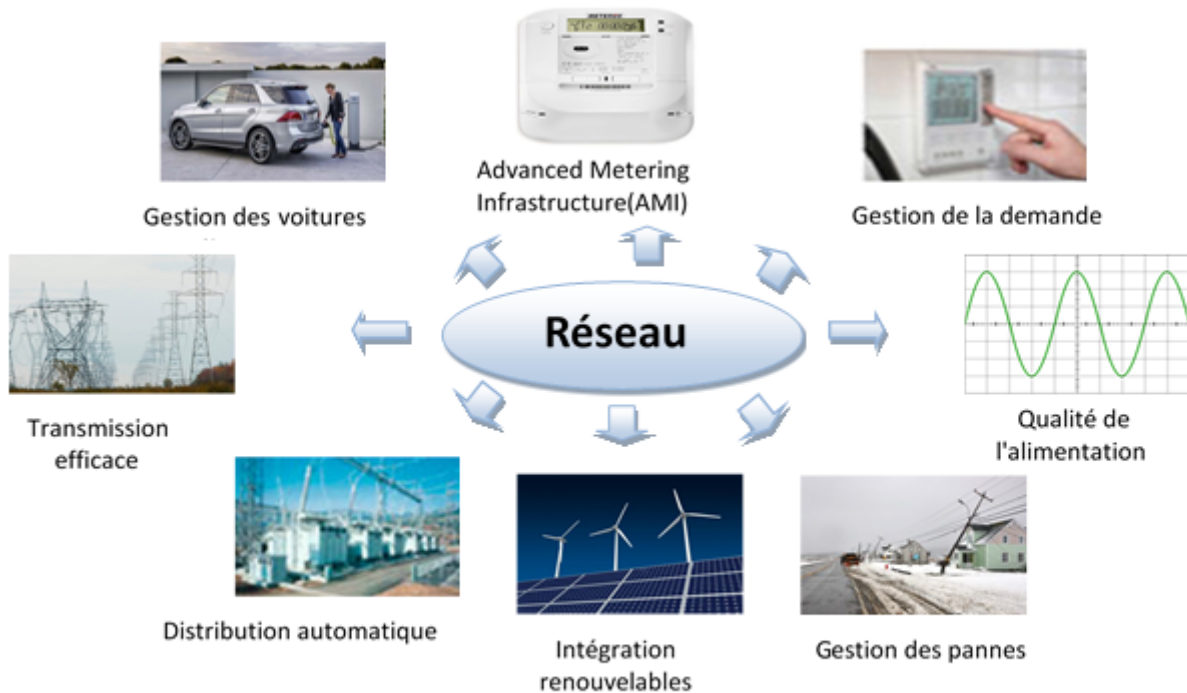 Advanced Metering
Infrastructure(AMI)
Gestion des voitures
Gestion de la demande
Réseau
Transmission
efficace
Qualité de
l'alimentation
Distribution automatique
Intégration
renouvelables
Gestion des pannes